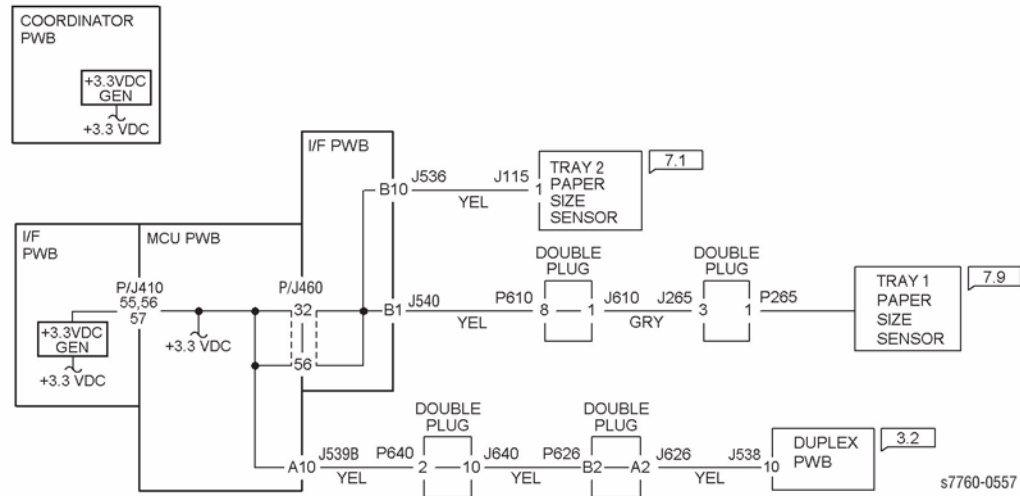 COORDINATOR
PWB
+3.3VDC
GEN
+3.3 VDC
I/F PWB
B10
J536
YEL
J115
1
TRAY 2
PAPER
SIZE
SENSOR
7.1
I/F
PWB
MCU PWB
P/J410
55,56
57
+3.3VDC
GEN
+3.3 VDC
+3.3 VDC
P/J460
32
56
B1
J540
YEL
P610
DOUBLE
PLUG
8
1
J610
GRY
J265
DOUBLE
PLUG
3
1
P265
TRAY 1
PAPER
SIZE
SENSOR
7.9
A10
J539B
YEL
P640
DOUBLE
PLUG
2
10
J640
YEL
P626
DOUBLE
PLUG
B2
A2
J626
YEL
J538
10
DUPLEX
PWB
3.2
s7760-0557